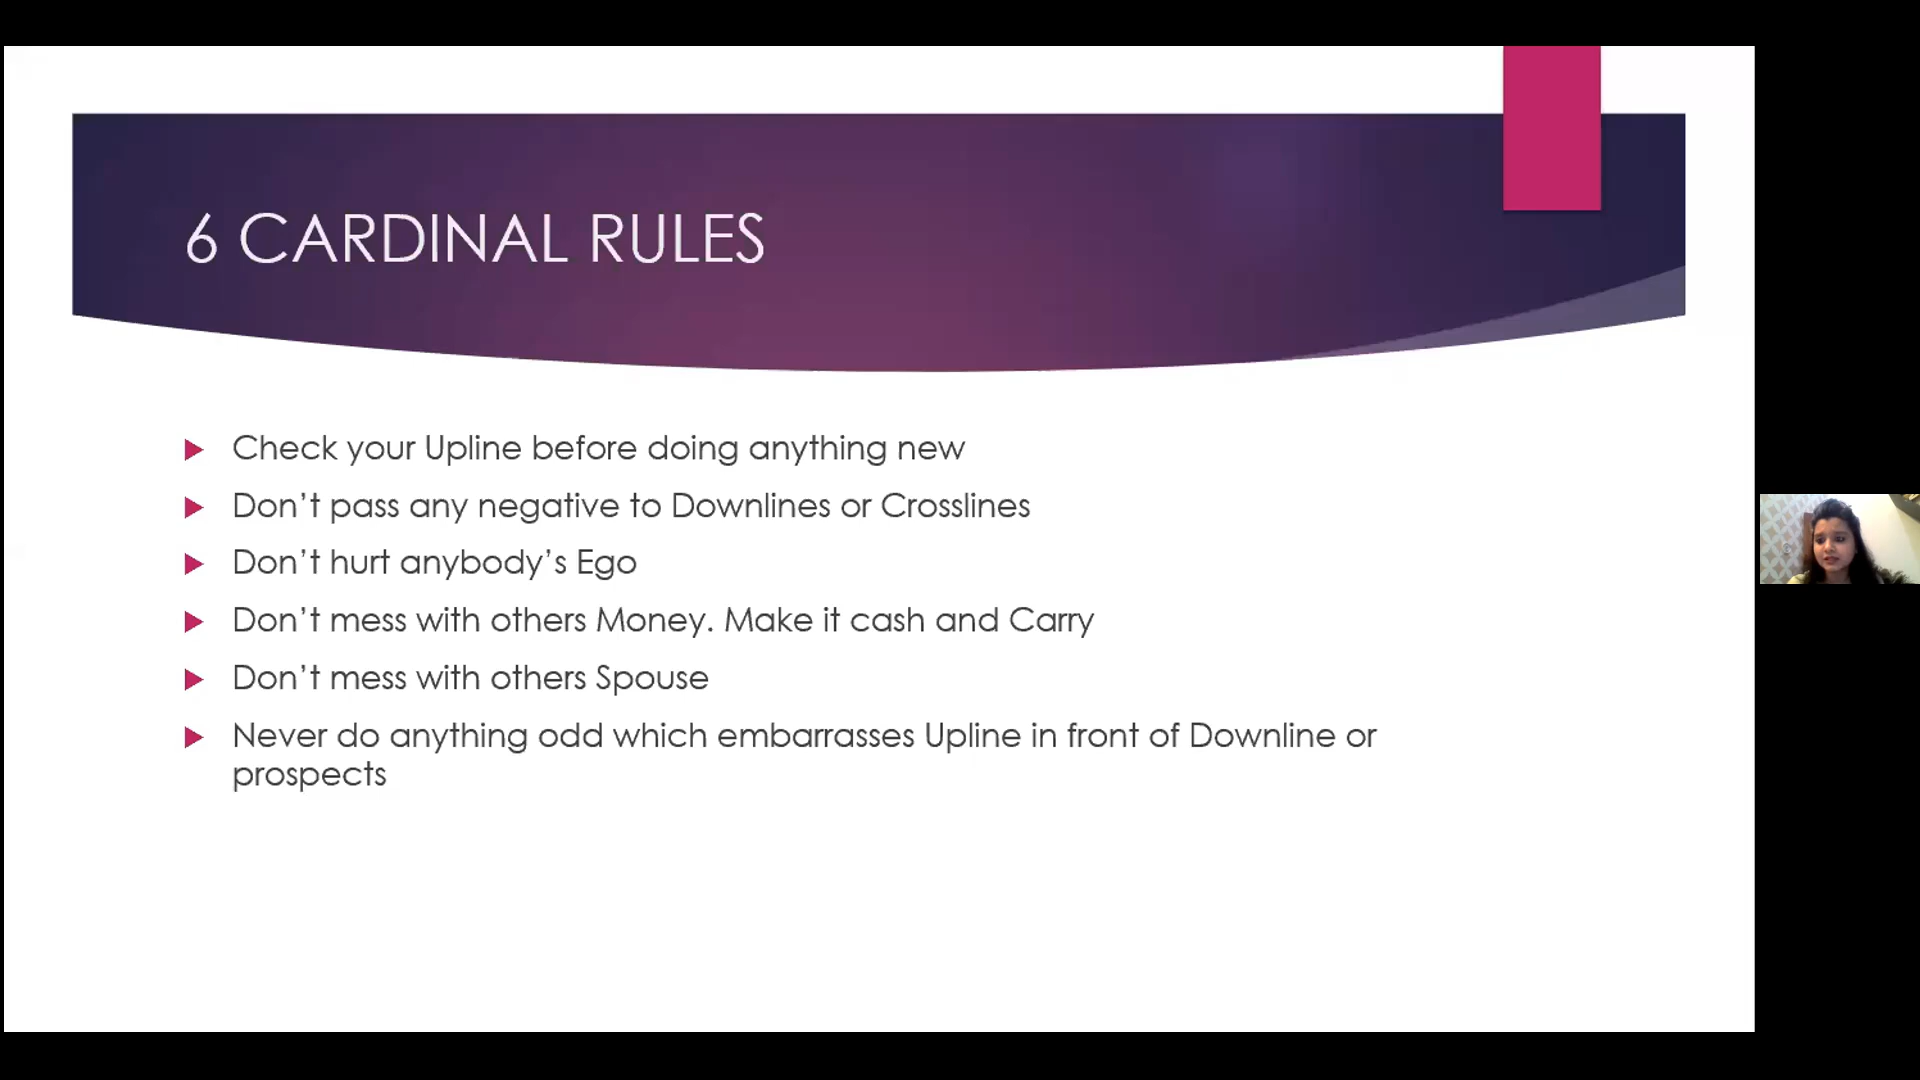 6 CARDINAL RULES
Check your Upline before doing anything new
Don’t pass any negative to Downlines or Crosslines
Don’t hurt anybody’s Ego
Don’t mess with others Money. Make it cash and Carry
Don’t mess with others Spouse
Never do anything odd which embarrasses Upline in front of Downline or
prospects